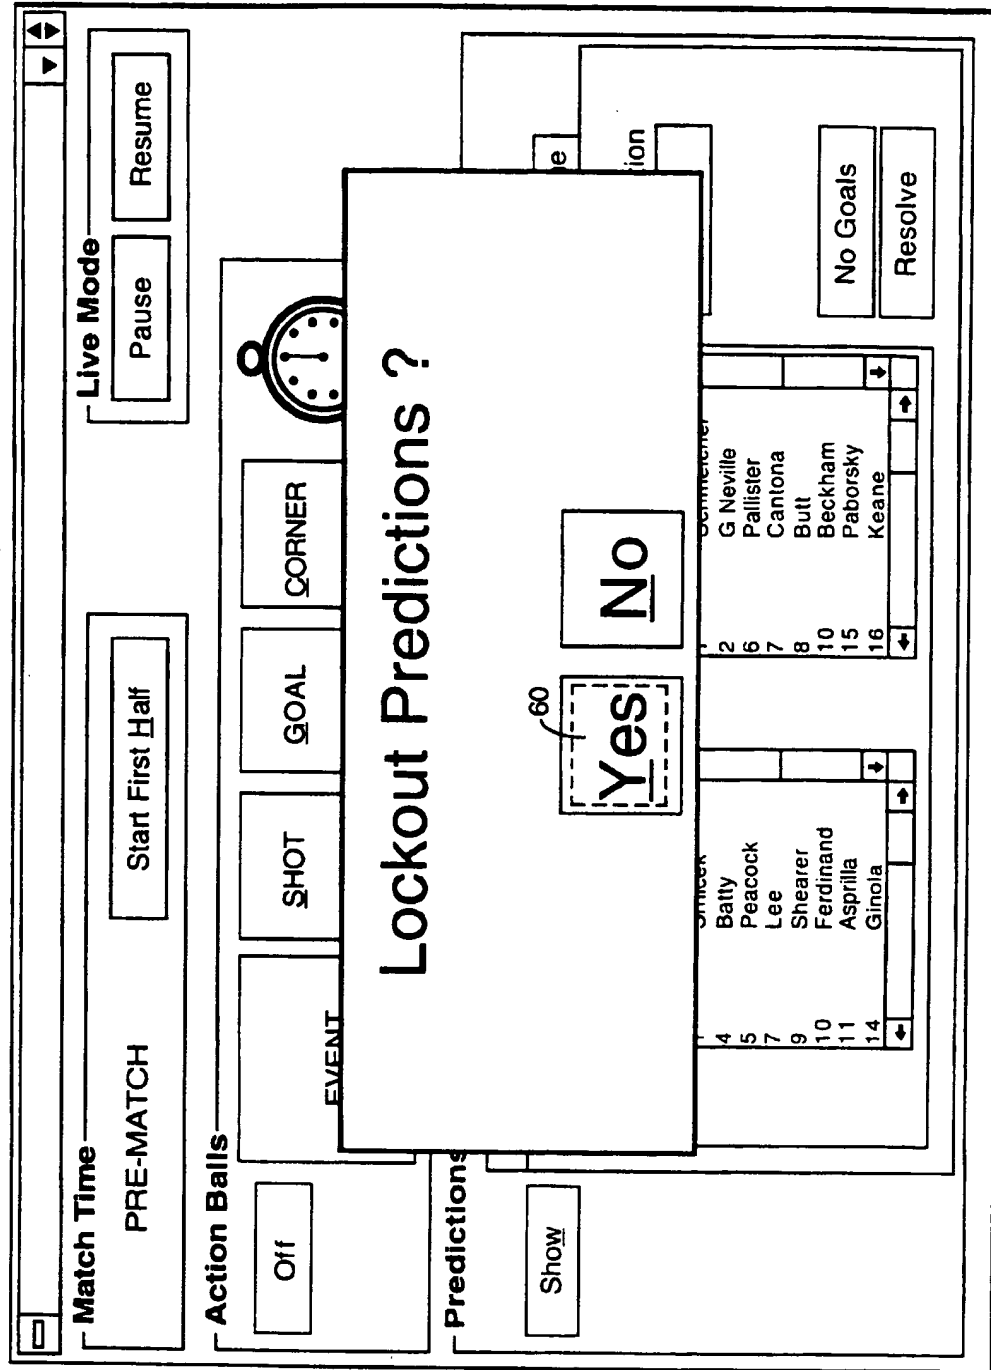 Match Time
PRE-MATCH
Start First Half
Live Mode
Pause
Resume
Action Balls
Off
EVENT
SHOT
GOAL
CORNER
Predictions
Show
Lockout Predictions ?
60
Yes
No
4 Batty
5 Peacock
7 Lee
9 Shearer
10 Ferdinand
11 Asprilla
14 Ginola
2 G Neville
6 Pallister
7 Cantona
8 Butt
10 Beckham
15 Paborsky
16 Keane
No Goals
Resolve